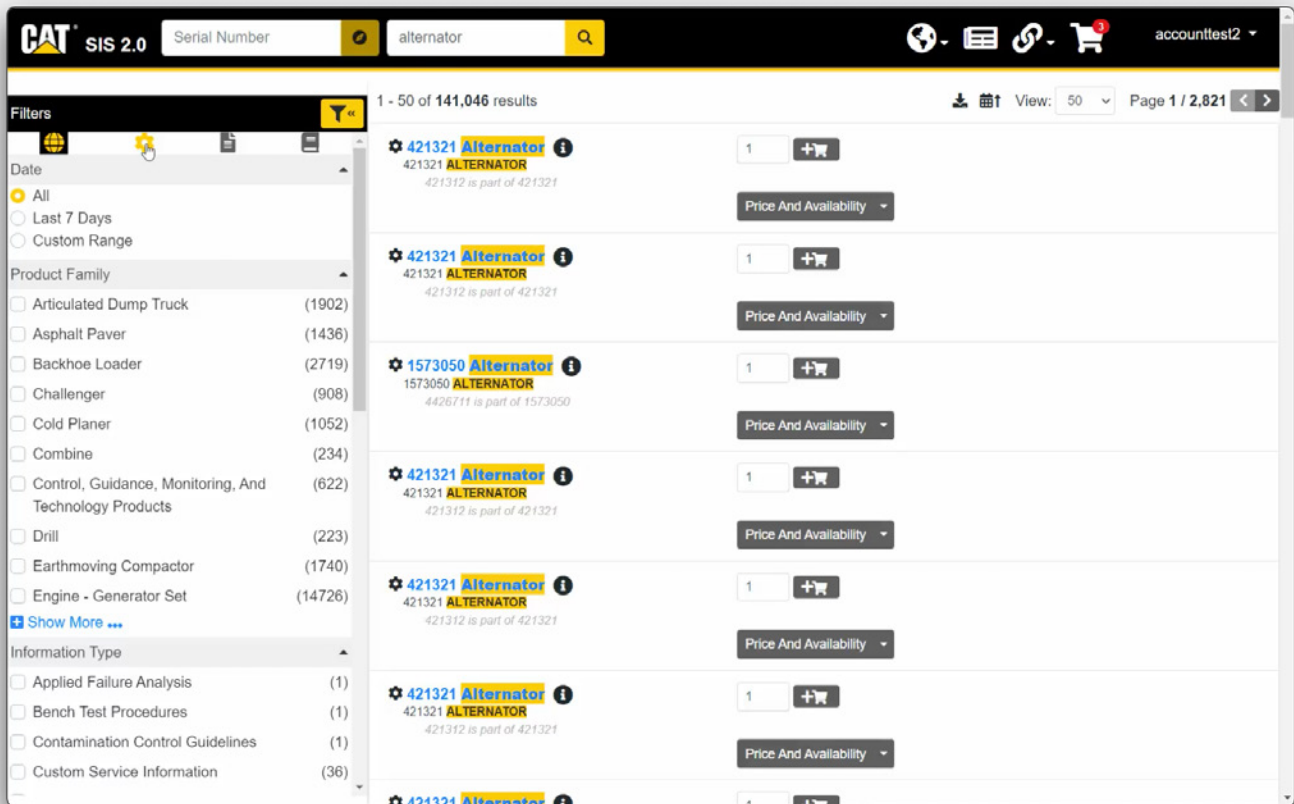 CAT SIS 2.0 Serial Number alternator 3 accounttest2
Filters
1 - 50 of 141,046 results View: 50 Page 1 / 2,821
Date
All
Last 7 Days
Custom Range
Product Family
Articulated Dump Truck (1902)
Asphalt Paver (1436)
Backhoe Loader (2719)
Challenger (908)
Cold Planer (1052)
Combine (234)
Control, Guidance, Monitoring, And (622)
Technology Products
Drill (223)
Earthmoving Compactor (1740)
Engine - Generator Set (14726)
Show More ...
Information Type
Applied Failure Analysis (1)
Bench Test Procedures (1)
Contamination Control Guidelines (1)
Custom Service Information (36)
421321 Alternator 1
421321 ALTERNATOR
421312 is part of 421321
Price And Availability
421321 Alternator 1
421321 ALTERNATOR
421312 is part of 421321
Price And Availability
1573050 Alternator 1
1573050 ALTERNATOR
4426711 is part of 1573050
Price And Availability
421321 Alternator 1
421321 ALTERNATOR
421312 is part of 421321
Price And Availability
421321 Alternator 1
421321 ALTERNATOR
421312 is part of 421321
Price And Availability
421321 Alternator 1
421321 ALTERNATOR
421312 is part of 421321
Price And Availability
421321 Alternator 1